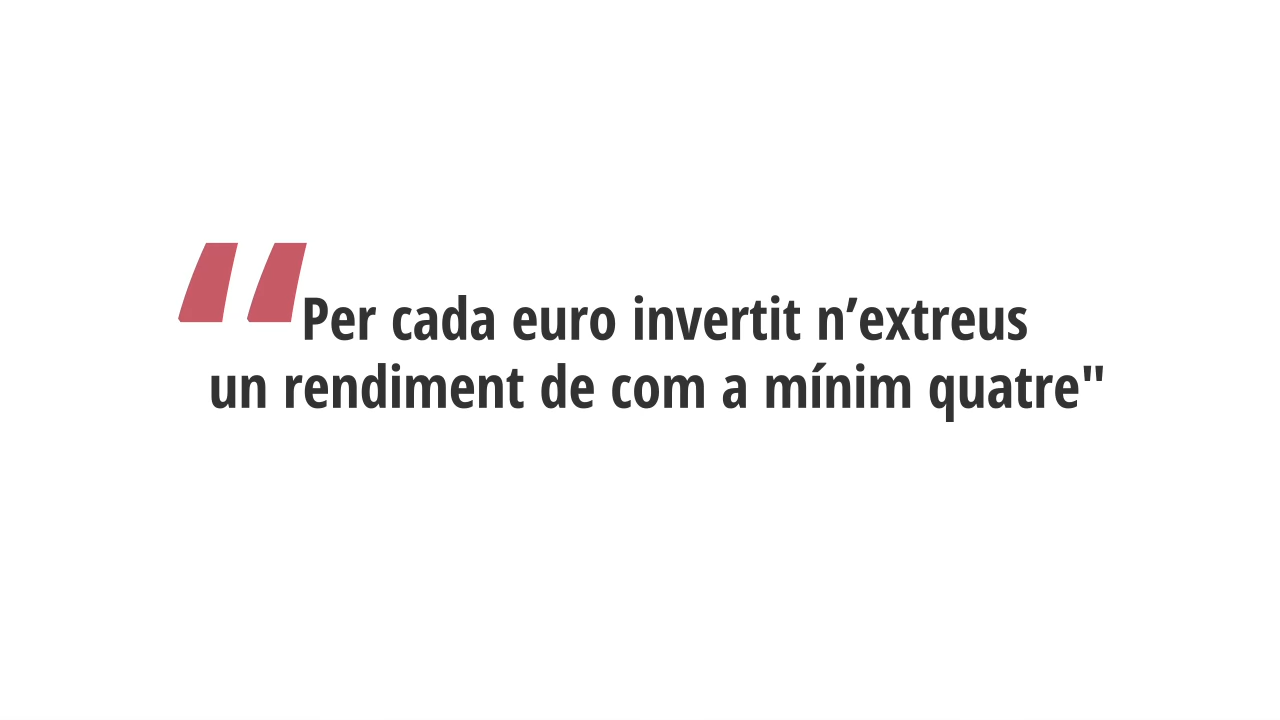 “Per cada euro invertit n’extreus
un rendiment de com a mínim quatre"